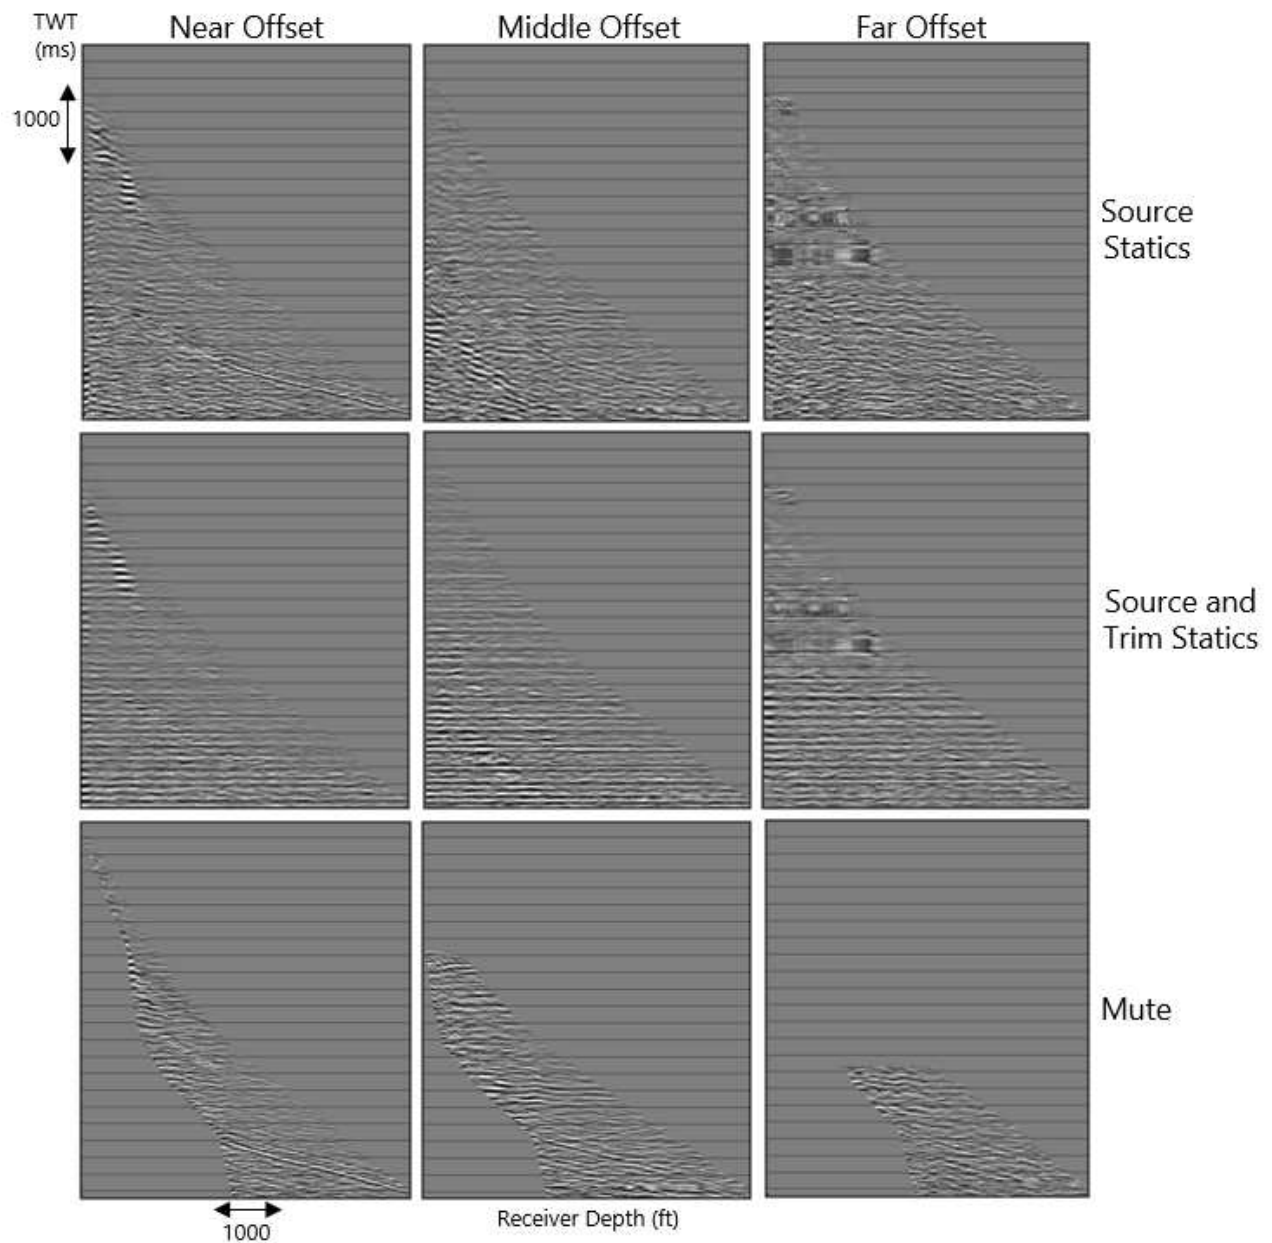 TWT
(ms)
Near Offset
Middle Offset
Far Offset
1000
Source
Statics
Source and
Trim Statics
Mute
1000
Receiver Depth (ft)